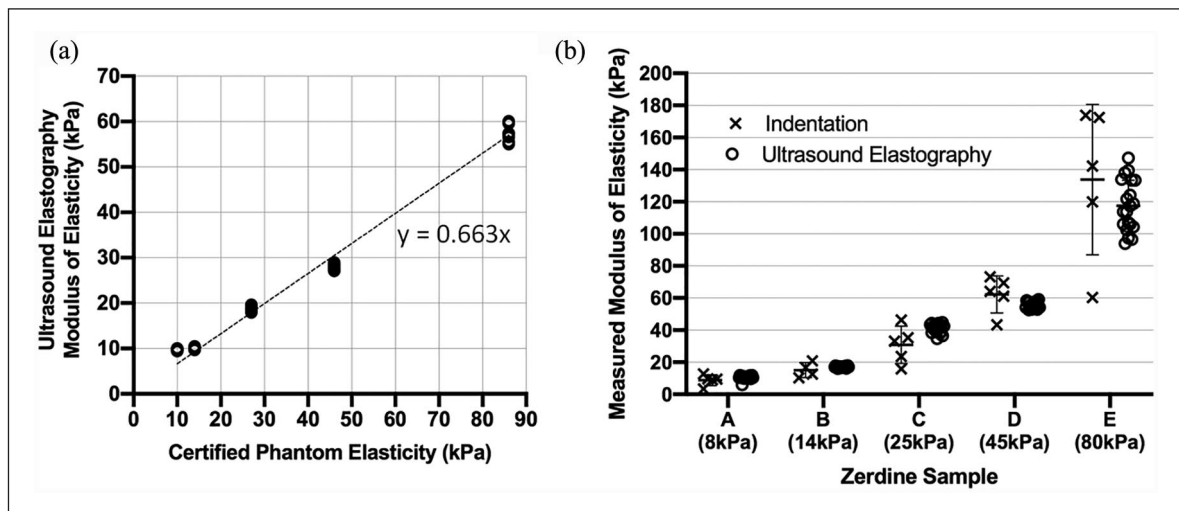 (a)
Ultrasound Elastography
Modulus of Elasticity (kPa)
70
60
50
40
30
20
10
0
y = 0.663x
0 10 20 30 40 50 60 70 80 90
Certified Phantom Elasticity (kPa)
(b)
Measured Modulus of Elasticity (kPa)
200
180
160
140
120
100
80
60
40
20
0
Indentation
Ultrasound Elastography
A B C D E
(8kPa) (14kPa) (25kPa) (45kPa) (80kPa)
Zerdine Sample